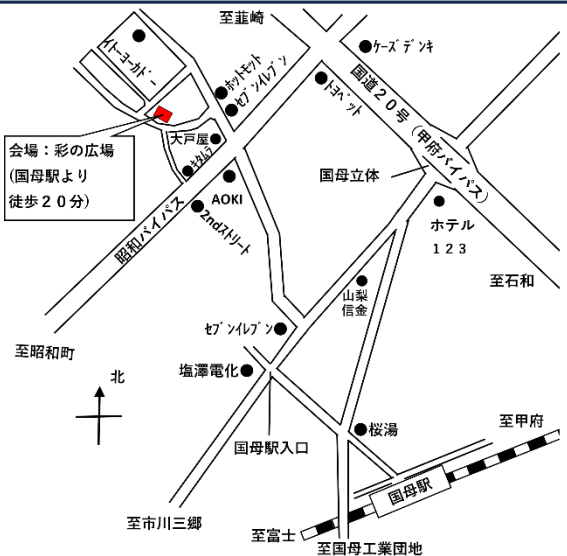 至韮崎
ケーズデンキ
イトーヨーカドー
ホットモット
セブンイレブン
トヨペット
国道20号（甲府バイパス）
大戸屋
キタムラ
会場：彩の広場
(国母駅より
徒歩２０分)
国母立体
AOKI
2ndストリート
昭和バイパス
ホテル
１２３
至石和
山梨
信金
セブンイレブン
至昭和町
塩澤電化
北
桜湯
至甲府
国母駅入口
国母駅
至市川三郷
至富士
至国母工業団地